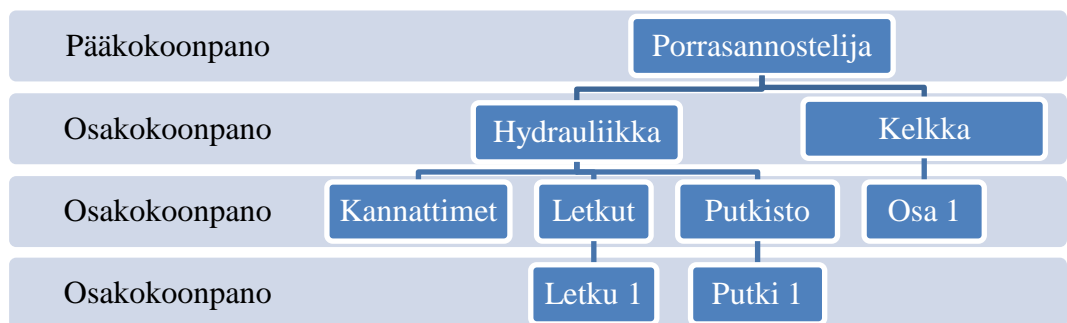 Pääkokoonpano
Porrasannostelija
Osakokoonpano
Hydrauliikka
Kelkka
Osakokoonpano
Kannattimet
Letkut
Putkisto
Osa 1
Osakokoonpano
Letku 1
Putki 1